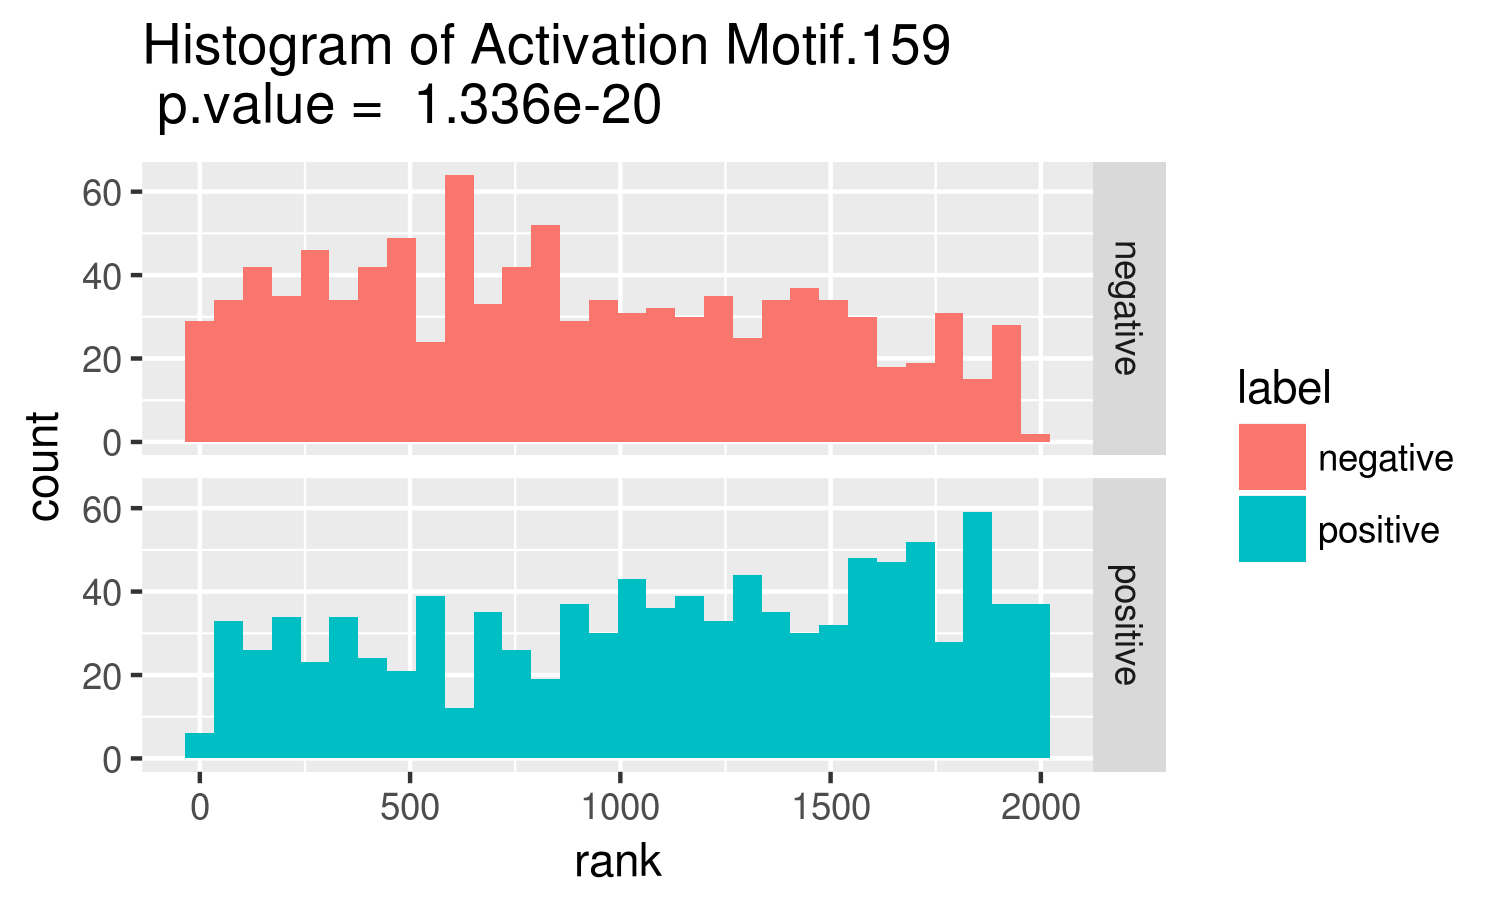 Histogram of Activation Motif.159
p.value = 1.336e-20
60
40
20
0
negative
60
40
20
0
positive
count
0 500 1000 1500 2000
rank
label
negative
positive